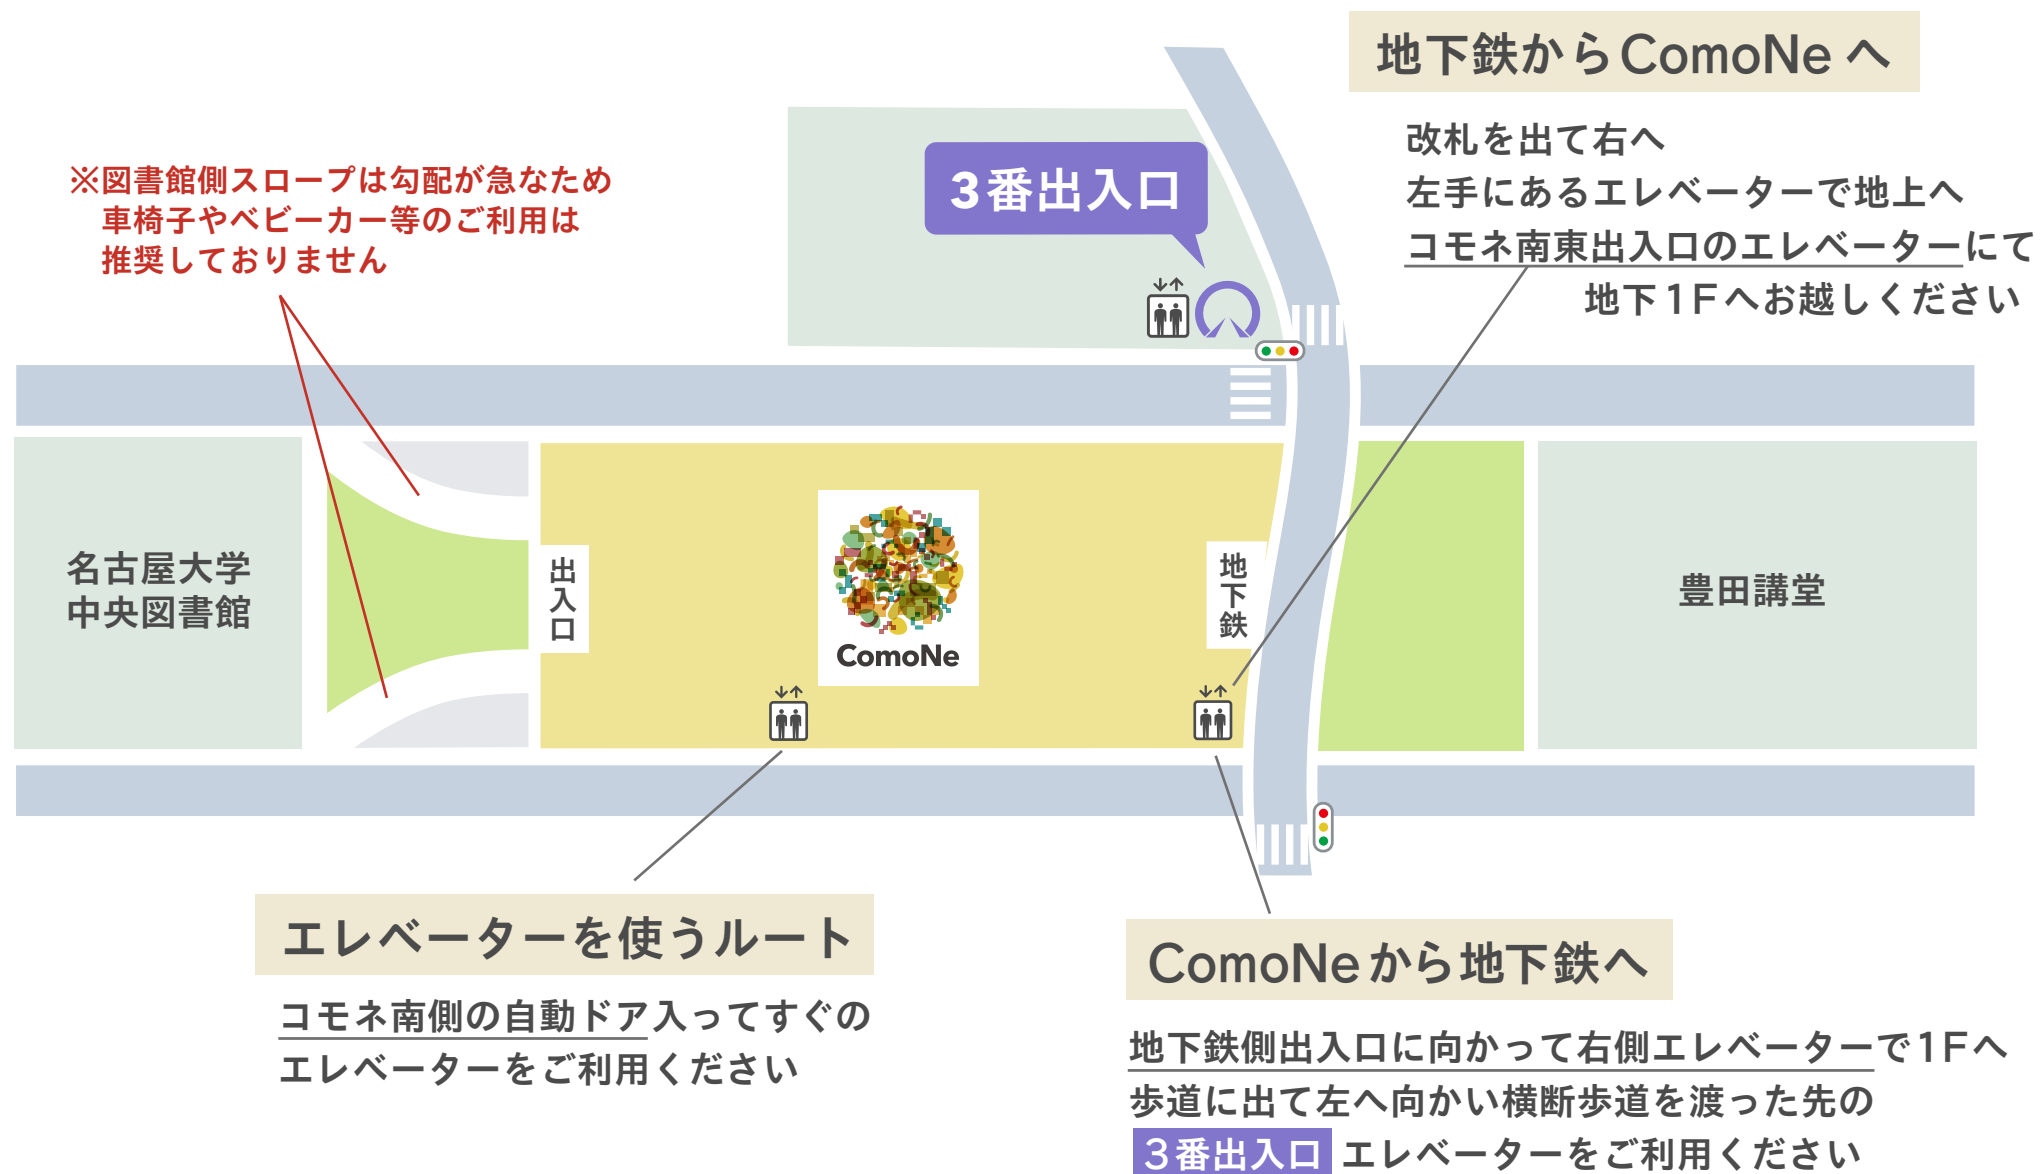 地下鉄からComoNeへ
改札を出て右へ
左手にあるエレベーターで地上へ
コモネ南東出入口のエレベーターにて
地下1Fへお越しください
※図書館側スロープは勾配が急なため
車椅子やベビーカー等のご利用は
推奨しておりません
3番出入口
名古屋大学
中央図書館
出入口
ComoNe
地下鉄
豊田講堂
エレベーターを使うルート
コモネ南側の自動ドア入ってすぐの
エレベーターをご利用ください
ComoNeから地下鉄へ
地下鉄側出入口に向かって右側エレベーターで1Fへ
歩道に出て左へ向かい横断歩道を渡った先の
3番出入口 エレベーターをご利用ください